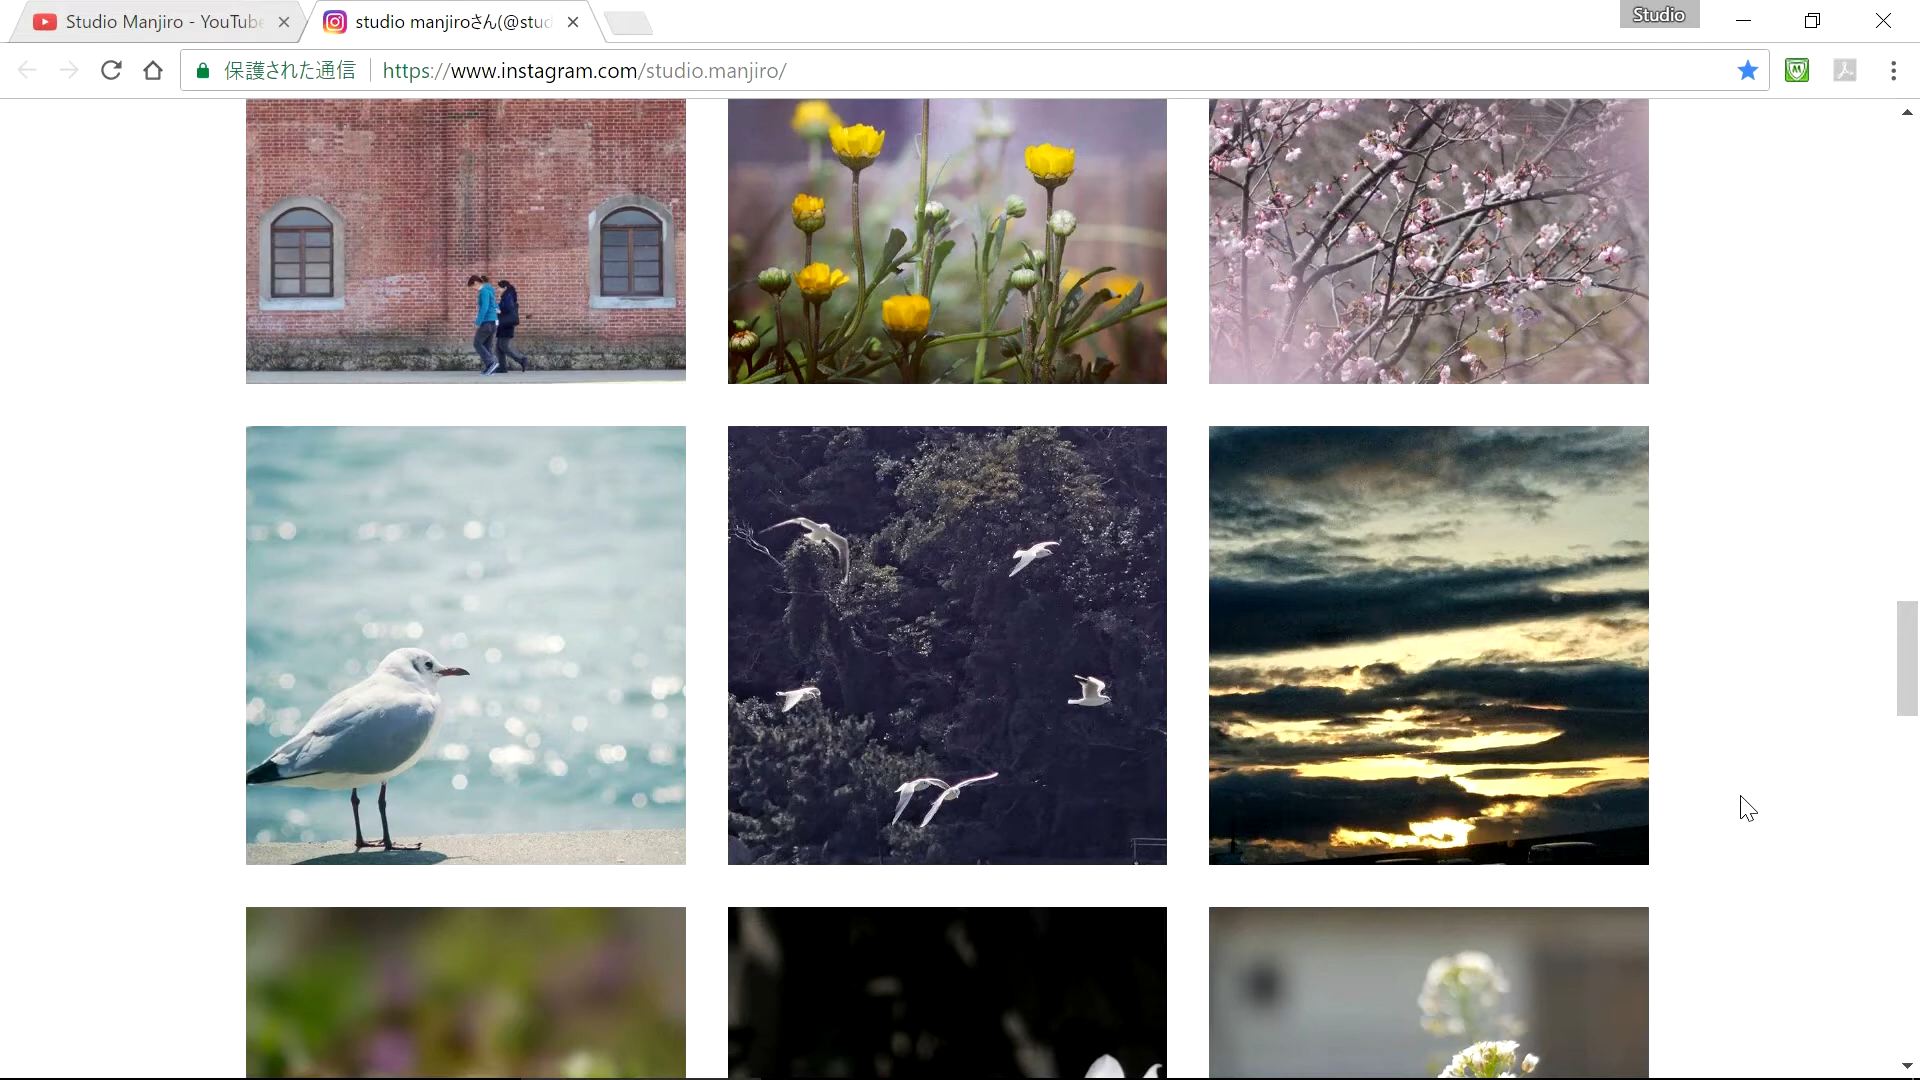 Studio Manjiro - YouTube
studio manjiroさん(@stud
Studio
保護された通信
https://www.instagram.com/studio.manjiro/